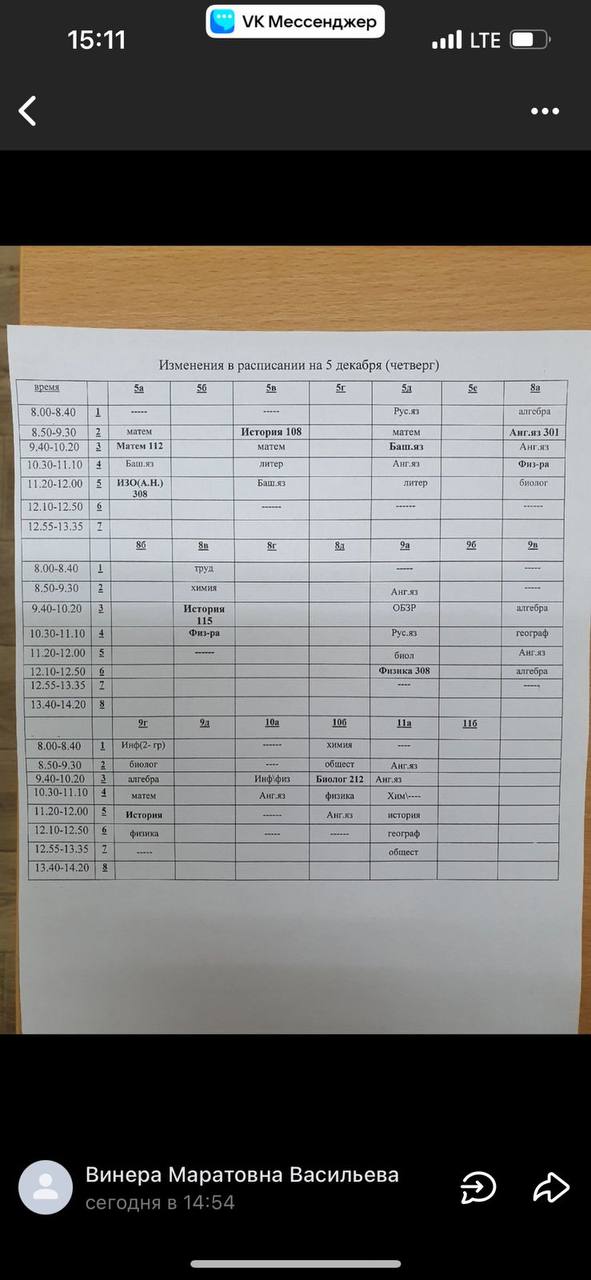 15:11
VK Мессенджер
LTE
Изменения в расписании на 5 декабря (четверг)
время 5а 5б 5в 5г 5д 5е 8а
8.00-8.40 1 ----- ----- Рус.яз алгебра
8.50-9.30 2 матем История 108 матем Анг.яз 301
9.40-10.20 3 Матем 112 матем Баш.яз Анг.яз
10.30-11.10 4 Баш.яз литер Анг.яз Физ-ра
11.20-12.00 5 ИЗО(А.Н.) 308 Баш.яз литер биолог
12.10-12.50 6 ------ ------ ------
12.55-13.35 7
8б 8в 8г 8д 9а 9б 9в
8.00-8.40 1 труд ---- -----
8.50-9.30 2 химия Анг.яз -----
9.40-10.20 3 История 115 ОБЗР алгебра
10.30-11.10 4 Физ-ра Рус.яз географ
11.20-12.00 5 ------ биол Анг.яз
12.10-12.50 6 Физика 308 алгебра
12.55-13.35 7 ---- -----
13.40-14.20 8
9г 9д 10а 10б 11а 11б
8.00-8.40 1 Инф(2- гр) ------ химия ----
8.50-9.30 2 биолог ---- общест Анг.яз
9.40-10.20 3 алгебра Инф\физ Биолог 212 Анг.яз
10.30-11.10 4 матем Анг.яз физика Хим\----
11.20-12.00 5 История ------ Анг.яз история
12.10-12.50 6 физика ----- ------ географ
12.55-13.35 7 ----- общест
13.40-14.20 8
Винера Маратовна Васильева
сегодня в 14:54